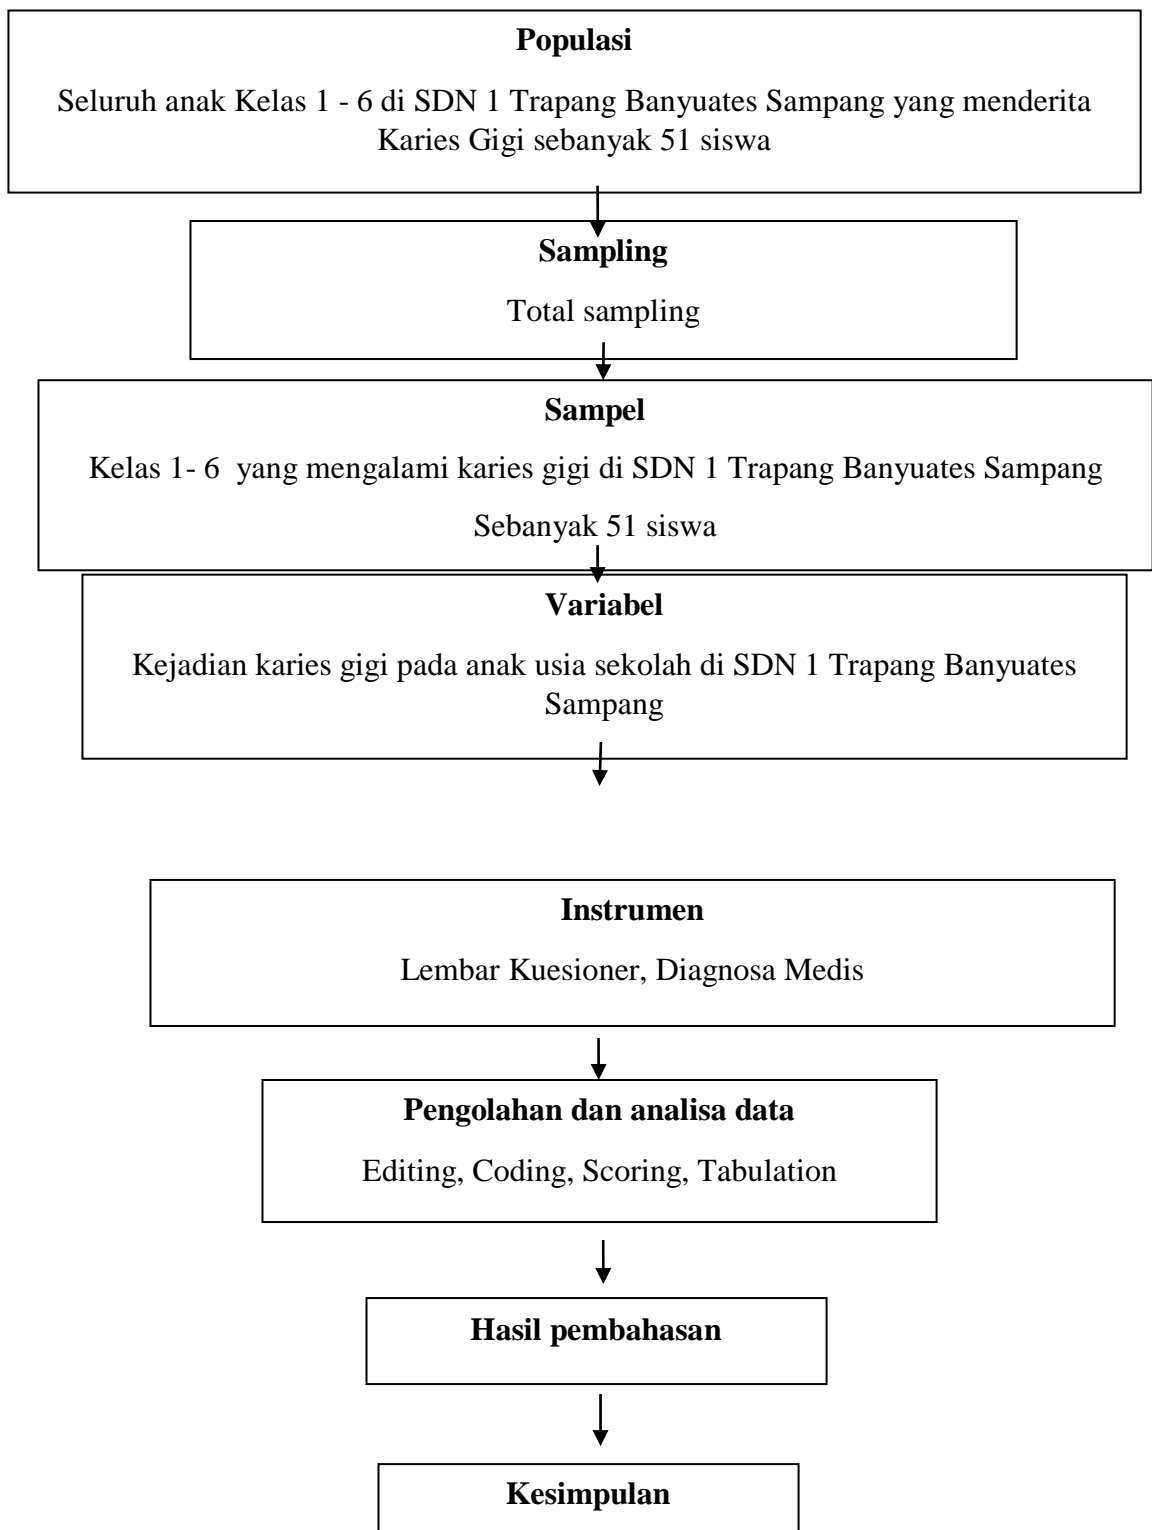 Populasi
Seluruh anak Kelas 1 - 6 di SDN 1 Trapang Banyuates Sampang yang menderita
Karies Gigi sebanyak 51 siswa
Sampling
Total sampling
Sampel
Kelas 1- 6 yang mengalami karies gigi di SDN 1 Trapang Banyuates Sampang
Sebanyak 51 siswa
Variabel
Kejadian karies gigi pada anak usia sekolah di SDN 1 Trapang Banyuates
Sampang
Instrumen
Lembar Kuesioner, Diagnosa Medis
Pengolahan dan analisa data
Editing, Coding, Scoring, Tabulation
Hasil pembahasan
Kesimpulan